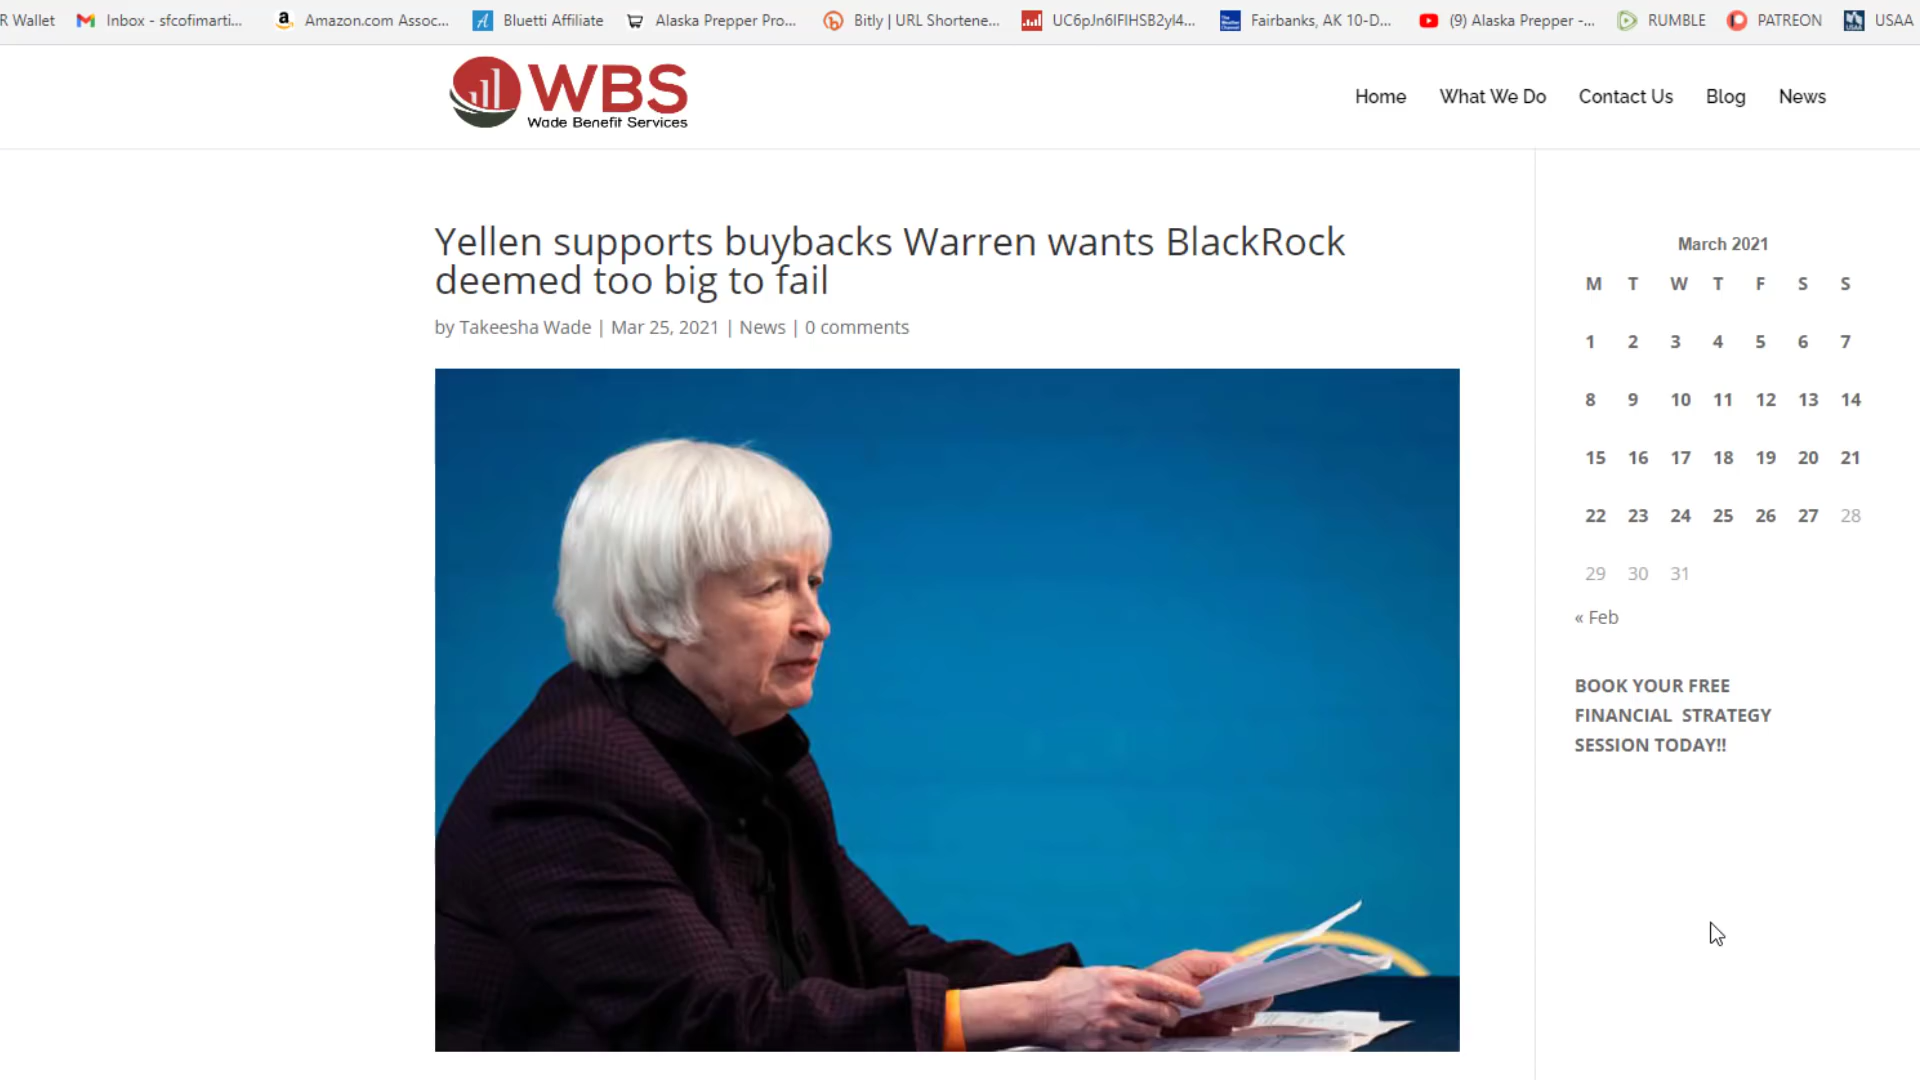 R Wallet
Inbox - sfcofimarti...
Amazon.com Assoc...
Bluetti Affiliate
Alaska Prepper Pro...
Bitly | URL Shortene...
Fairbanks, AK 10-D...
(9) Alaska Prepper -...
RUMBLE
PATREON
USAA
WBS
Wade Benefit Services
Home
What We Do
Contact Us
Blog
News
Yellen supports buybacks Warren wants BlackRock
deemed too big to fail
by Takeesha Wade | Mar 25, 2021 | News | 0 comments
March 2021
M T W T F S S
1 2 3 4 5 6 7
8 9 10 11 12 13 14
15 16 17 18 19 20 21
22 23 24 25 26 27 28
29 30 31
« Feb
BOOK YOUR FREE
FINANCIAL STRATEGY
SESSION TODAY!!